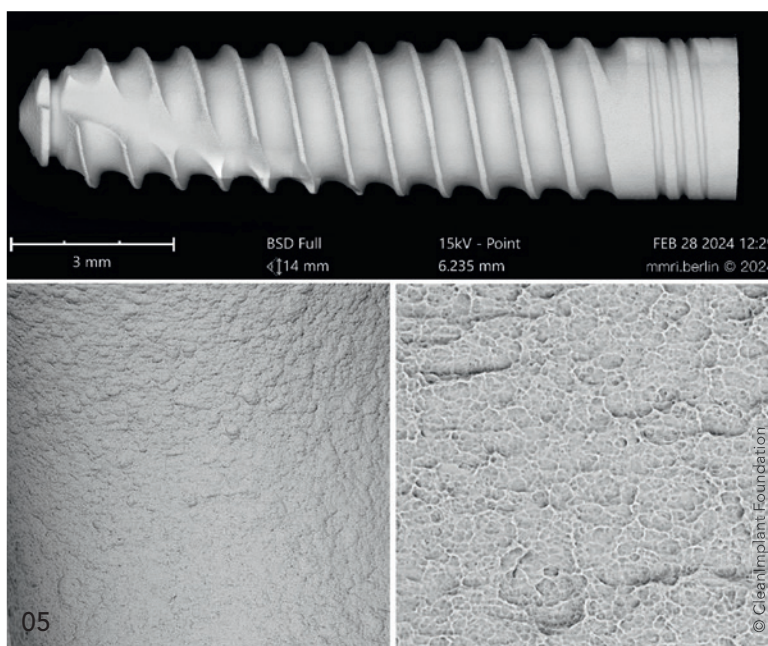 3 mm
BSD Full
14 mm
15kV - Point
6.235 mm
FEB 28 2024 12:2
mmri.berlin © 2024
05
© CleanImplant Foundation